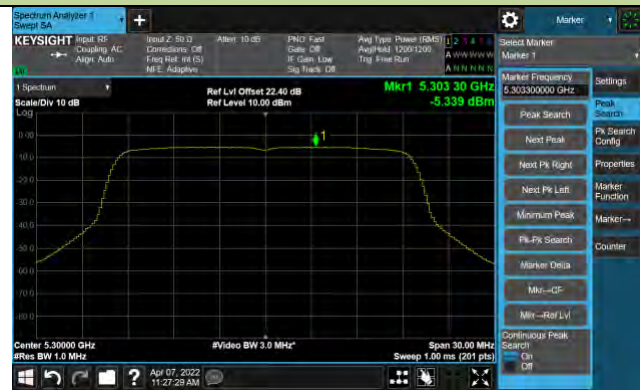 Spectrum Analyzer 1
Swept SA
Marker
KEYSIGHT
Input: RF
Coupling: AC
Align: Auto
Input Z: 50 Ω
Corrections: Off
Freq Ref: Int (S)
NFE: Adaptive
Atten: 10 dB
PNO: Fast
Gate: Off
IF Gain: Low
Sig Track: Off
Avg Type: Power (RMS)
Avg|Hold: 1200/1200
Trig: Free Run
A N N N N N
Select Marker
Marker 1
1 Spectrum
Scale/Div 10 dB
Log
Ref Lvl Offset 22.40 dB
Ref Level 10.00 dBm
Mkr1 5.303 30 GHz
-5.339 dBm
Marker Frequency
5.303300000 GHz
Peak Search
Next Peak
Next Pk Right
Next Pk Left
Minimum Peak
Pk-Pk Search
Marker Delta
Mkr→CF
Mkr→Ref Lvl
Continuous Peak
Search
On
Off
Settings
Peak
Search
Pk Search
Config
Properties
Marker
Function
Marker→
Counter
1
0.00
-10.0
-20.0
-30.0
-40.0
-50.0
-60.0
-70.0
-80.0
Center 5.30000 GHz
#Res BW 1.0 MHz
#Video BW 3.0 MHz*
Span 30.00 MHz
Sweep 1.00 ms (201 pts)
?
Apr 07, 2022
11:27:29 AM